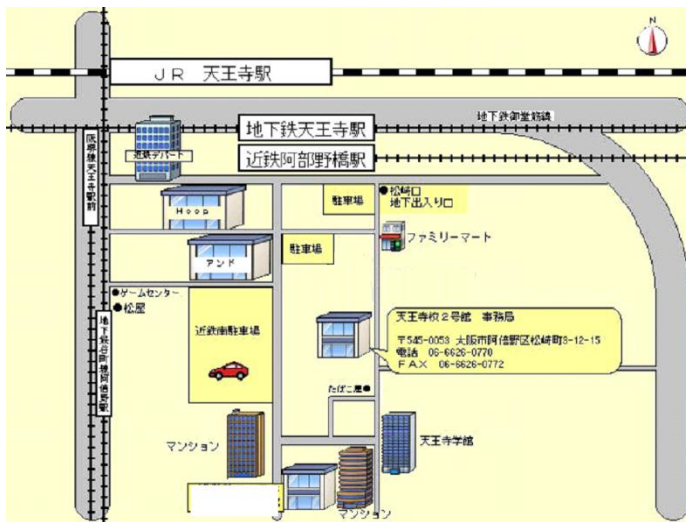 N
ＪＲ 天王寺駅
地下鉄御堂筋線
地下鉄天王寺駅
近鉄阿部野橋駅
近鉄デパート
阪堺線天王寺駅前
Hoop
駐車場
●松崎口
地下出入り口
ファミリーマート
アンド
駐車場
●ゲームセンター
●松屋
近鉄南駐車場
地下鉄谷町線阿倍野駅
天王寺校２号館 事務局
〒545-0053 大阪市阿倍野区松崎町3-12-15
電話 06-6626-0770
ＦＡＸ 06-6626-0772
たばこ屋●
マンション
天王寺学館
マンション